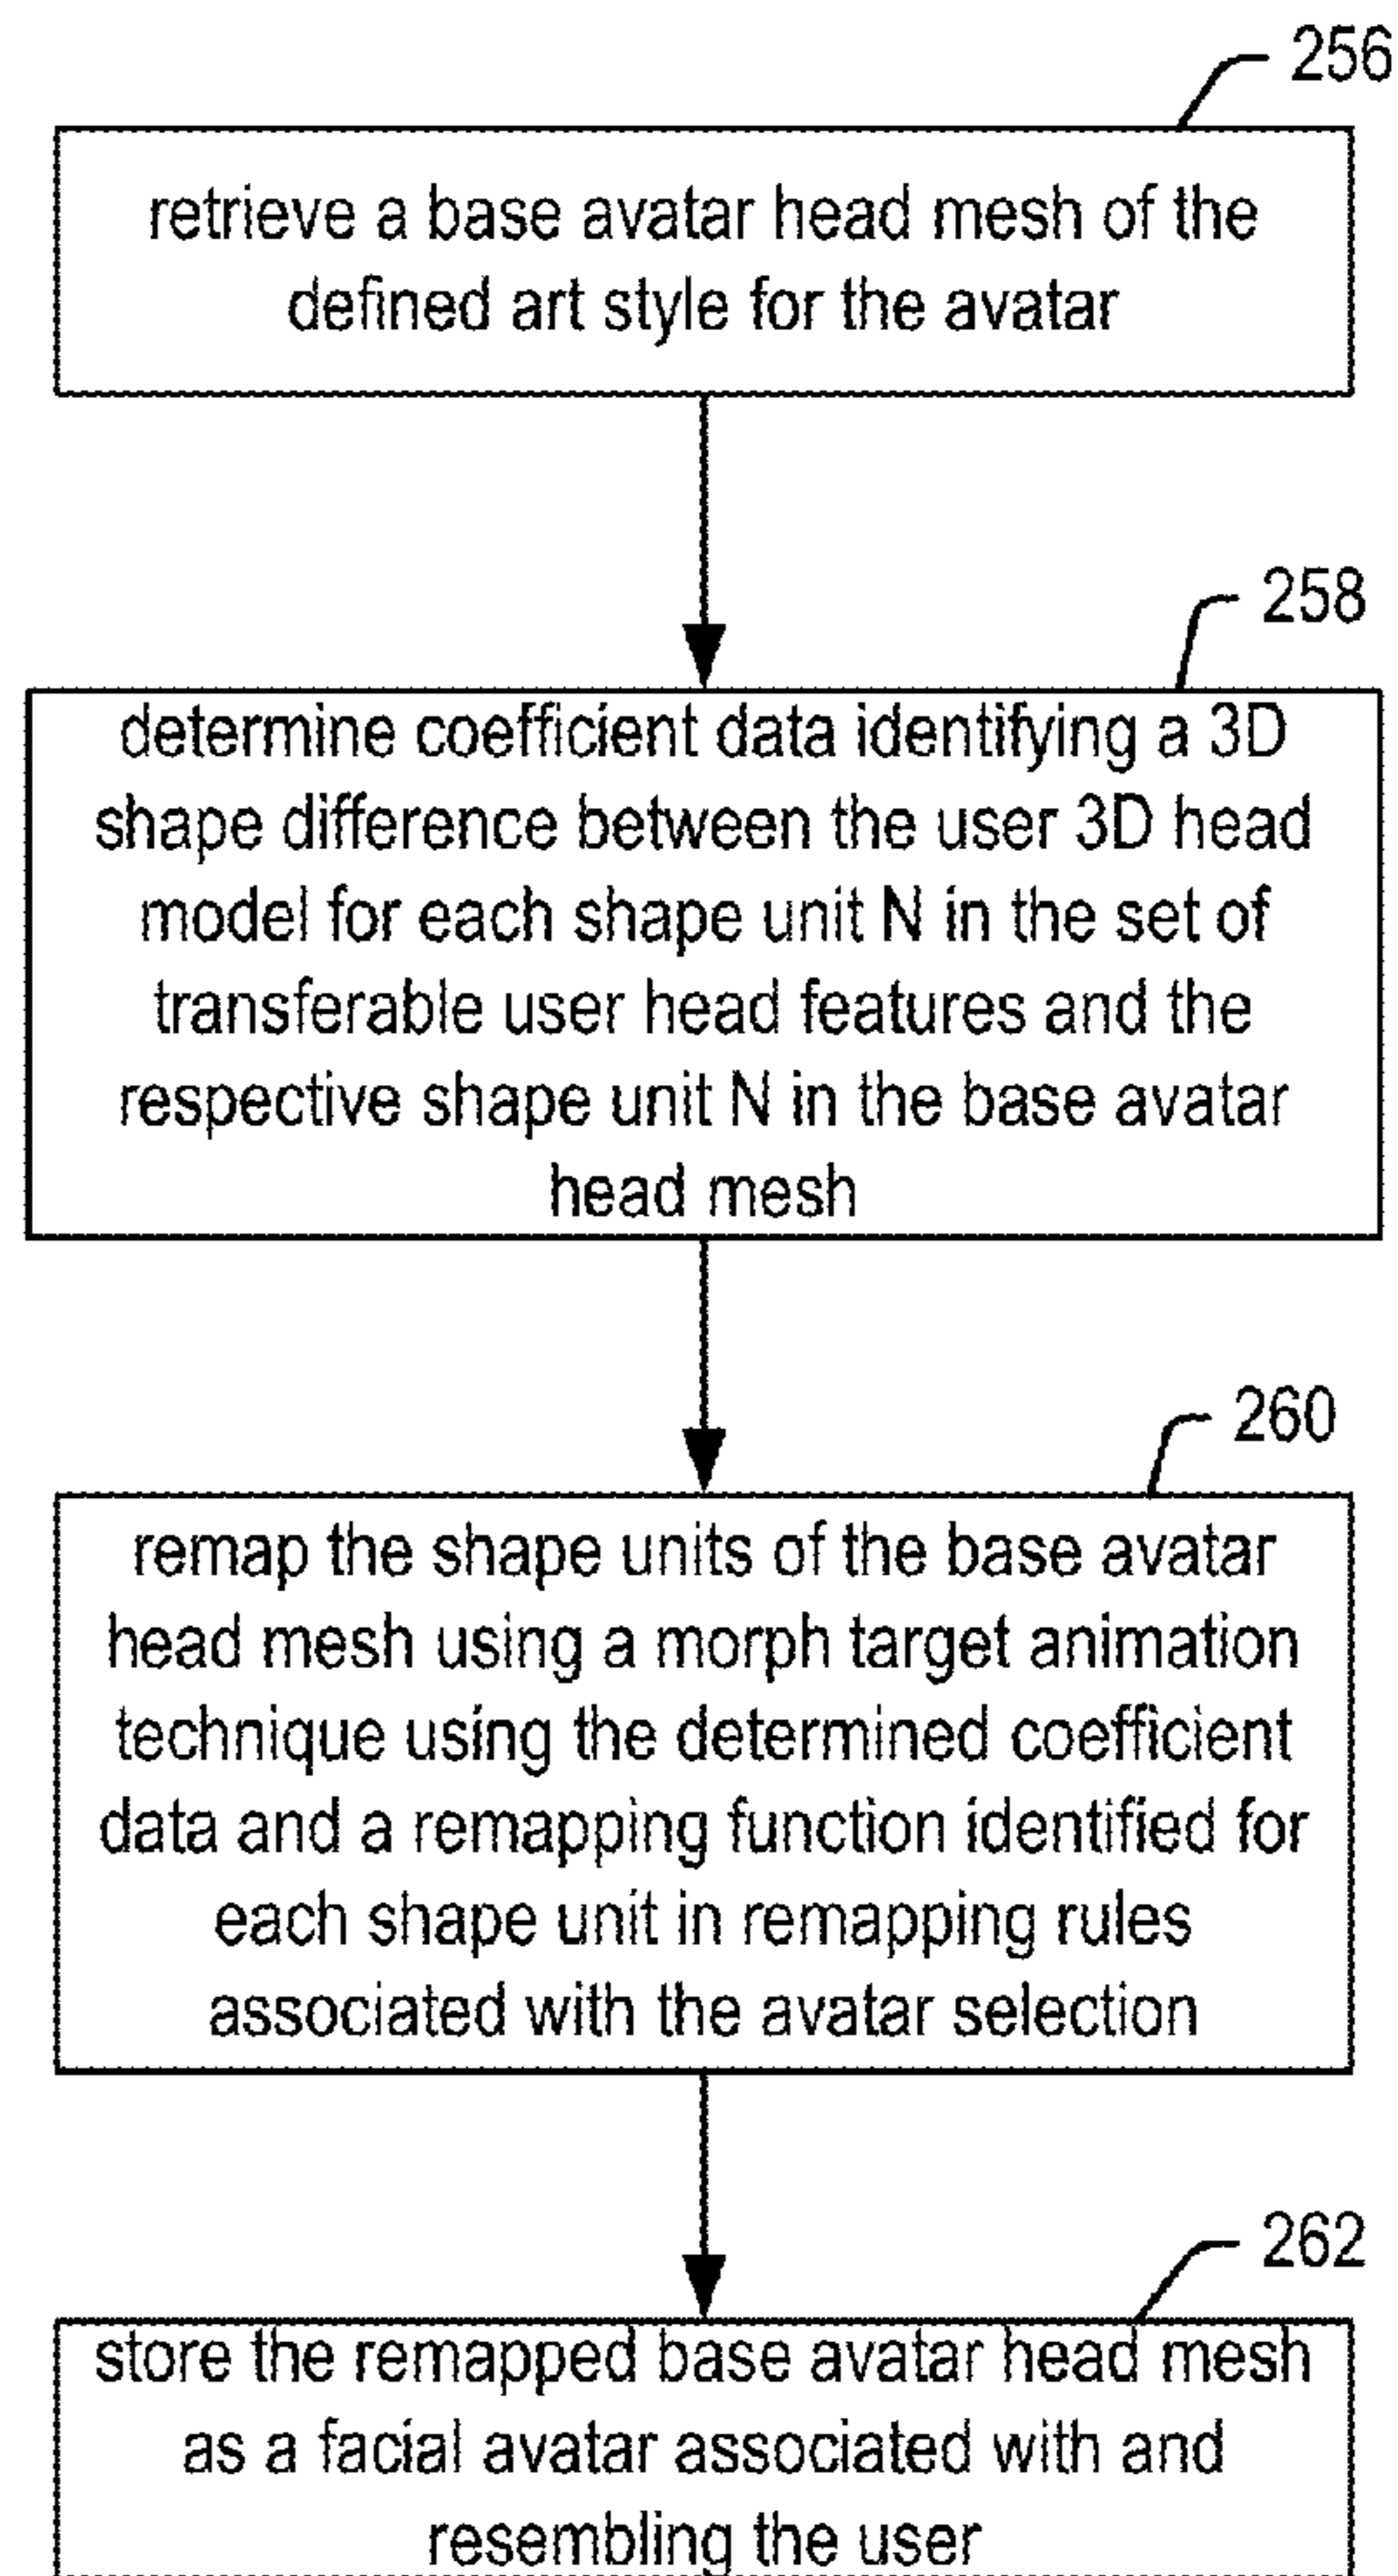 256
retrieve a base avatar head mesh of the
defined art style for the avatar
258
determine coefficient data identifying a 3D
shape difference between the user 3D head
model for each shape unit N in the set of
transferable user head features and the
respective shape unit N in the base avatar
head mesh
260
remap the shape units of the base avatar
head mesh using a morph target animation
technique using the determined coefficient
data and a remapping function identified for
each shape unit in remapping rules
associated with the avatar selection
262
store the remapped base avatar head mesh
as a facial avatar associated with and
resembling the user